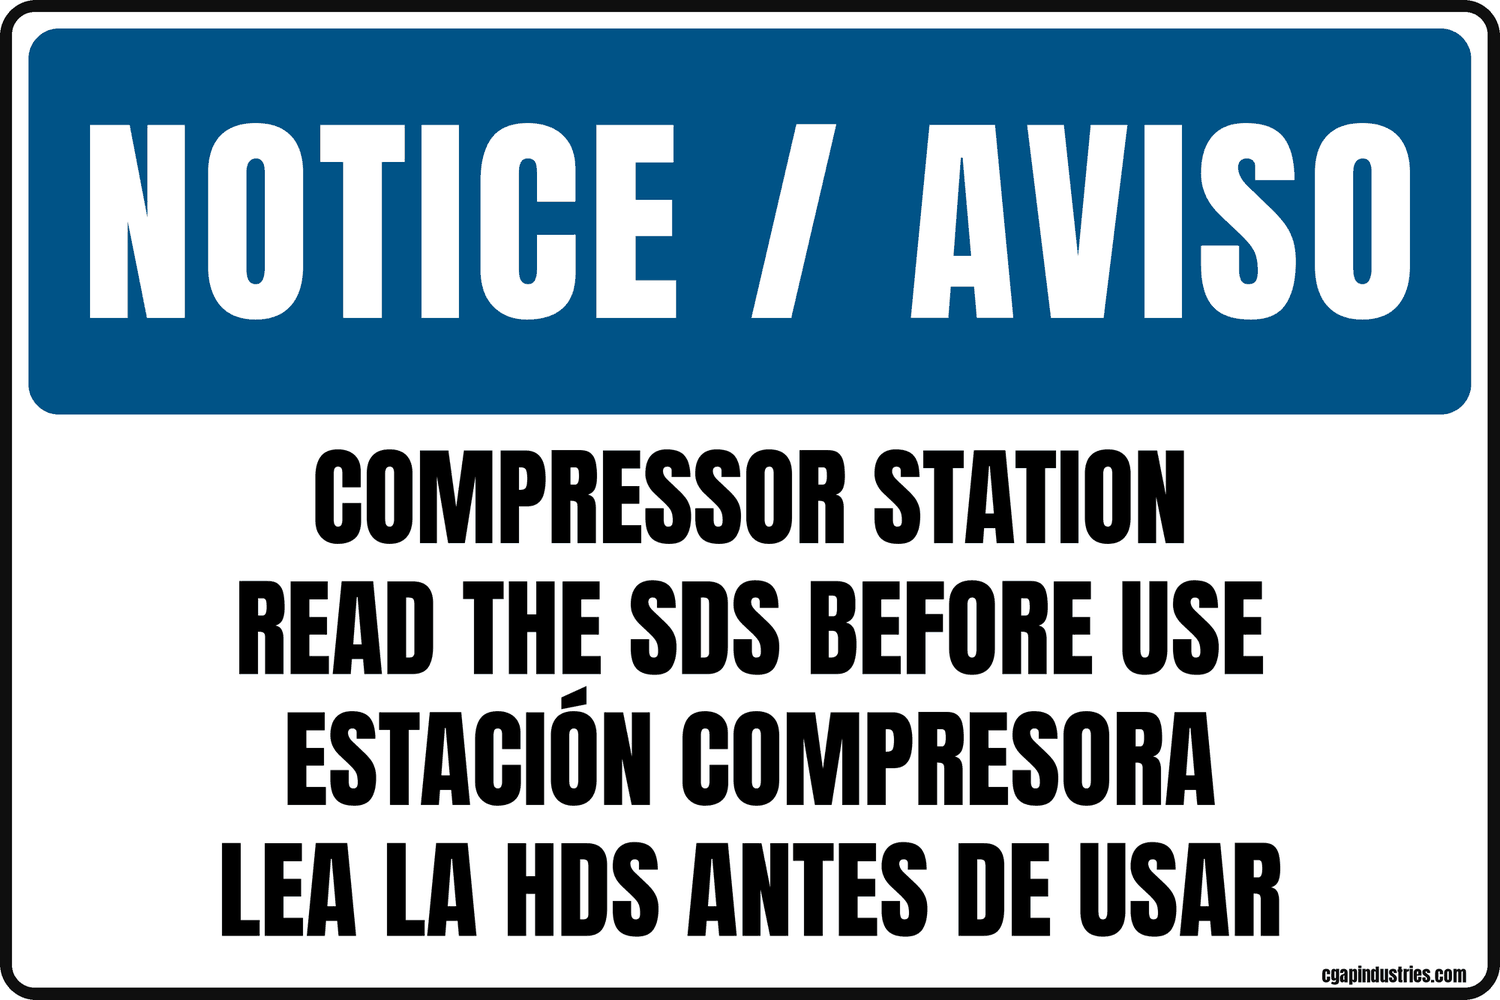 NOTICE / AVISO
COMPRESSOR STATION
READ THE SDS BEFORE USE
ESTACIÓN COMPRESORA
LEA LA HDS ANTES DE USAR
cgapindustries.com